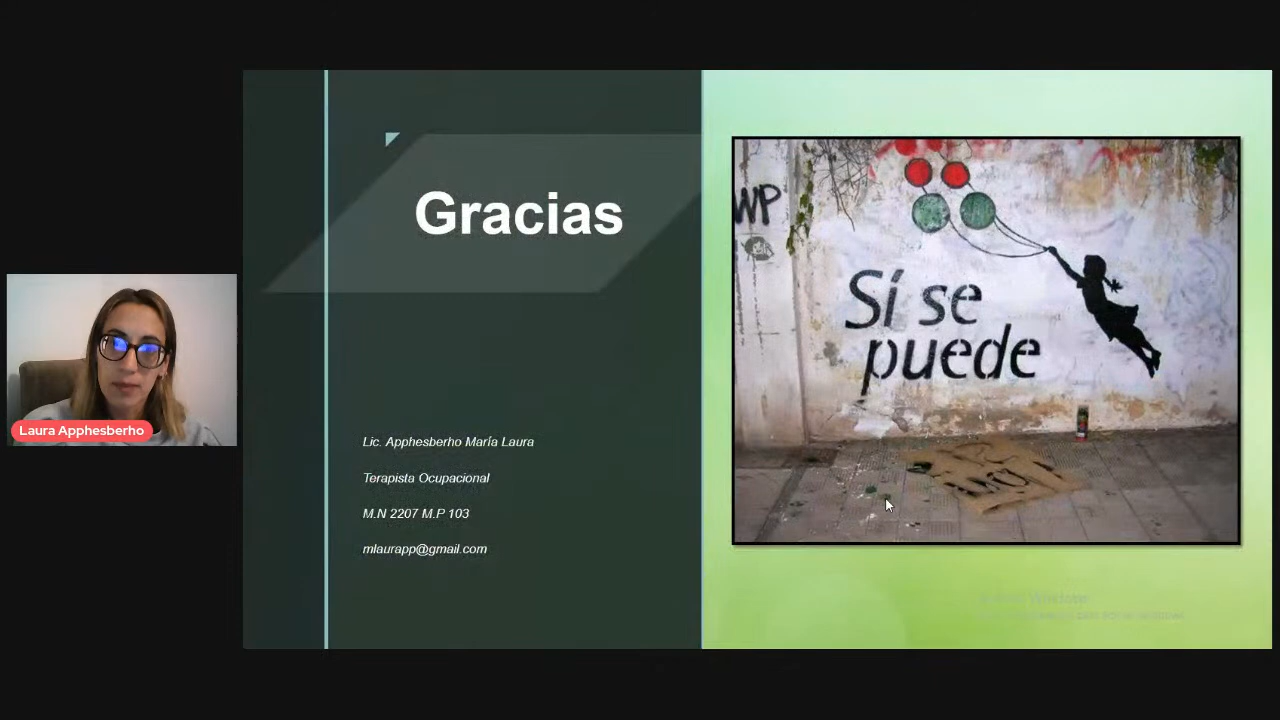 Gracias
Lic. Apphesberho María Laura
Terapista Ocupacional
M.N 2207 M.P 103
mlaurapp@gmail.com
WP
Sí se
puede
Laura Apphesberho